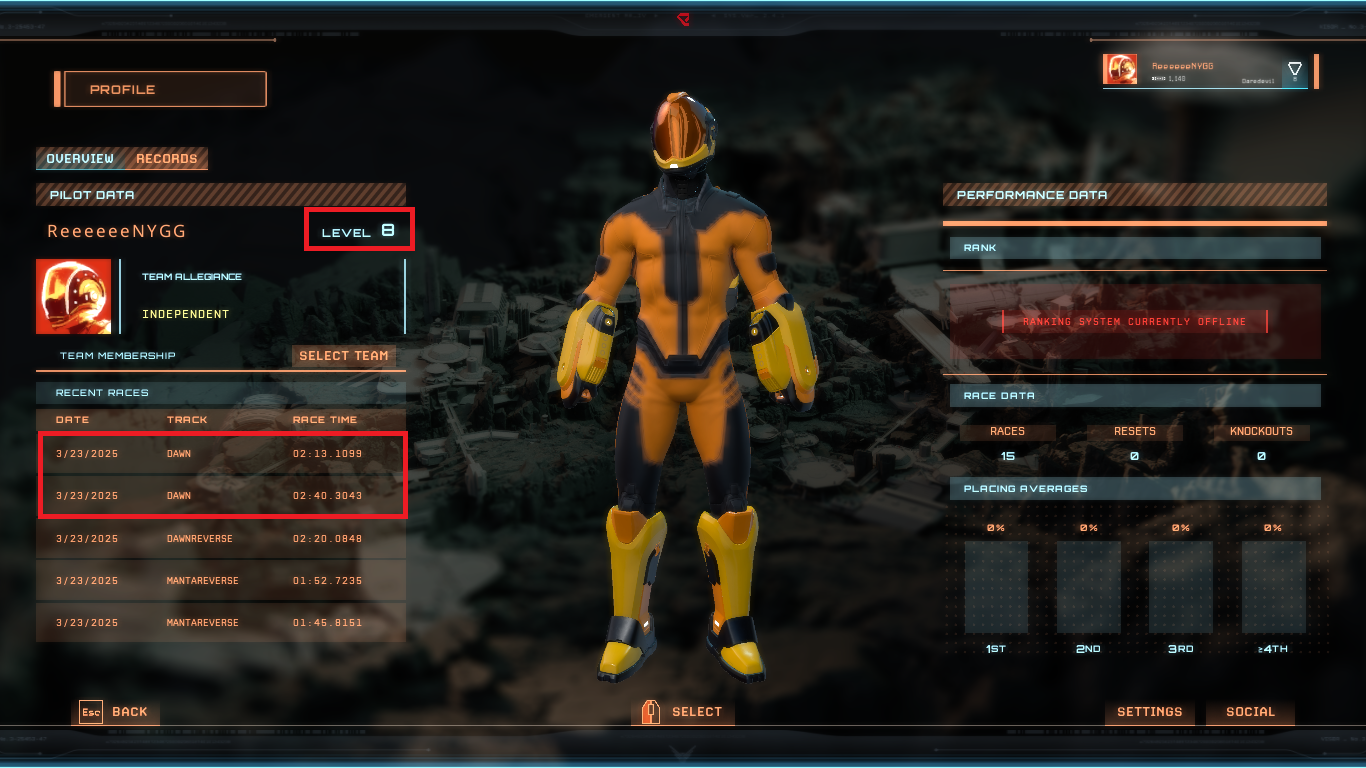 PROFILE
ReeeeeeNYGG
1,140
Daredevil
8
OVERVIEW RECORDS
PILOT DATA
ReeeeeeNYGG
LEVEL 8
TEAM ALLEGIANCE
INDEPENDENT
TEAM MEMBERSHIP
SELECT TEAM
RECENT RACES
DATE TRACK RACE TIME
3/23/2025 DAWN 02:13.1099
3/23/2025 DAWN 02:40.3043
3/23/2025 DAWNREVERSE 02:20.0848
3/23/2025 MANTAREVERSE 01:52.7235
3/23/2025 MANTAREVERSE 01:45.8151
PERFORMANCE DATA
RANK
RANKING SYSTEM CURRENTLY OFFLINE
RACE DATA
RACES RESETS KNOCKOUTS
15 0 0
PLACING AVERAGES
0% 0% 0% 0%
1ST 2ND 3RD ≥4TH
Esc BACK
SELECT
SETTINGS SOCIAL